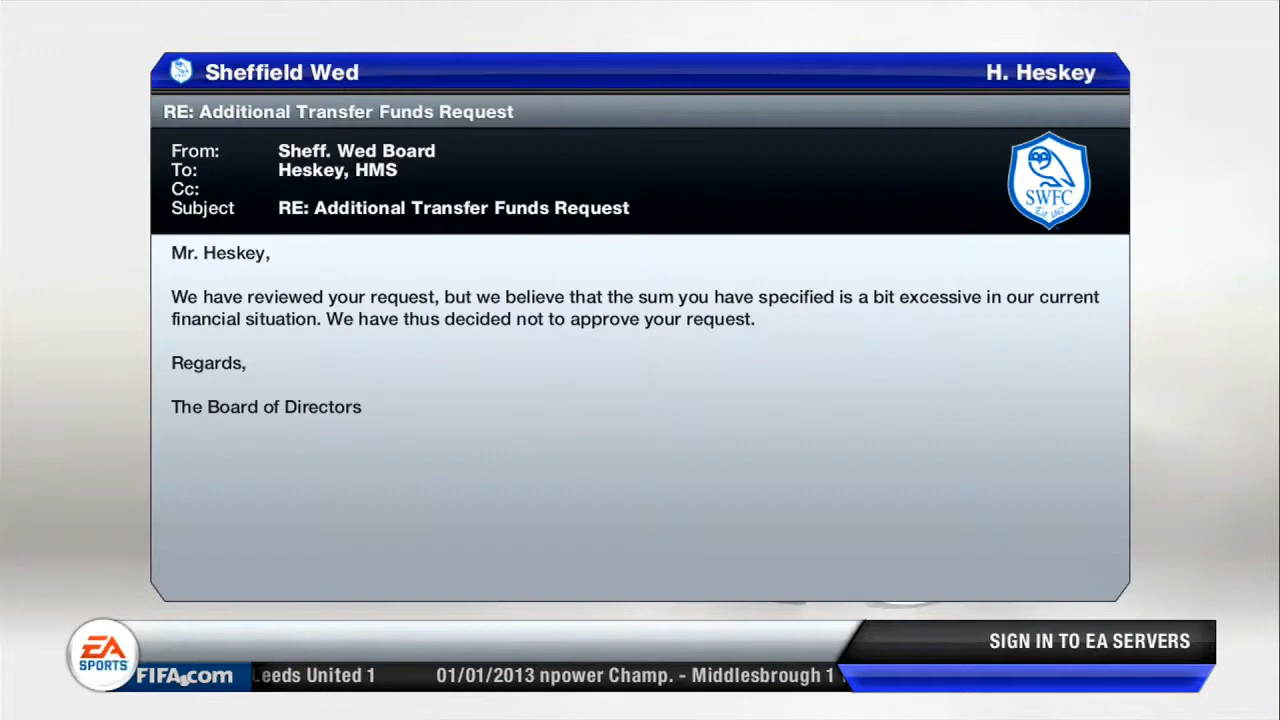 Sheffield Wed
H. Heskey
RE: Additional Transfer Funds Request
From: Sheff. Wed Board
To: Heskey, HMS
Cc:
Subject RE: Additional Transfer Funds Request
SWFC
Mr. Heskey,
We have reviewed your request, but we believe that the sum you have specified is a bit excessive in our current
financial situation. We have thus decided not to approve your request.
Regards,
The Board of Directors
SIGN IN TO EA SERVERS
EA
SPORTS
FIFA.com
Leeds United 1 01/01/2013 npower Champ. - Middlesbrough 1